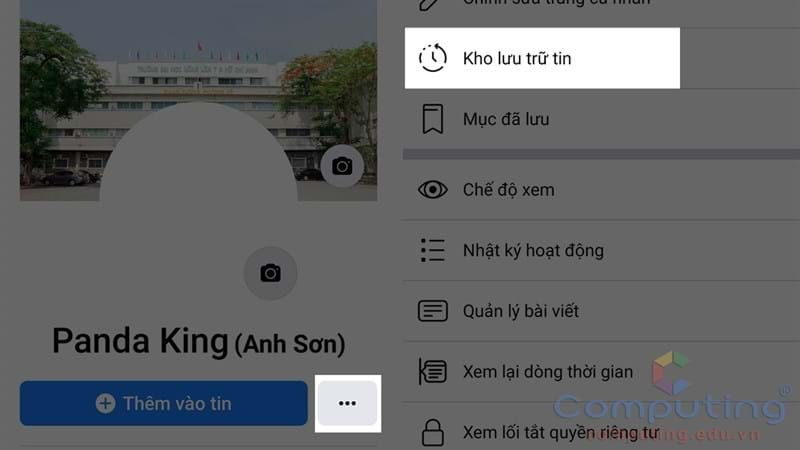 Panda King (Anh Sơn)
Thêm vào tin
Chỉnh sửa trang cá nhân
Kho lưu trữ tin
Mục đã lưu
Chế độ xem
Nhật ký hoạt động
Quản lý bài viết
Xem lại dòng thời gian
Xem lối tắt quyền riêng tư
Computing®
vcomputing.edu.vn